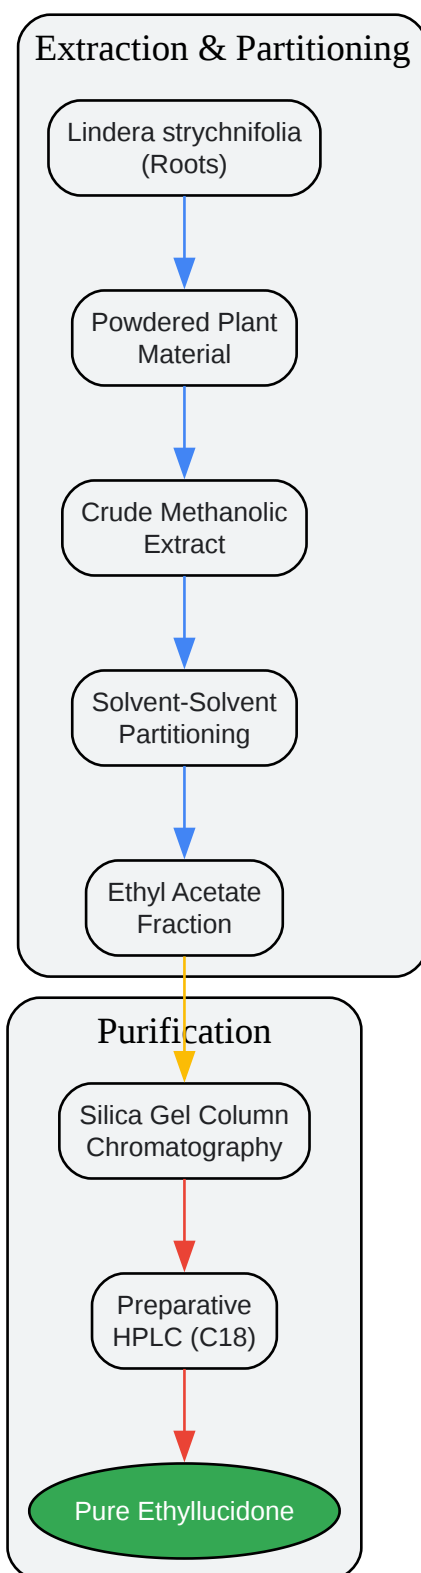 Extraction & Partitioning
Lindera strychnifolia
(Roots)
Powdered Plant
Material
Crude Methanolic
Extract
Solvent-Solvent
Partitioning
Ethyl Acetate
Fraction
Purification
Silica Gel Column
Chromatography
Preparative
HPLC (C18)
Pure Ethyllucidone